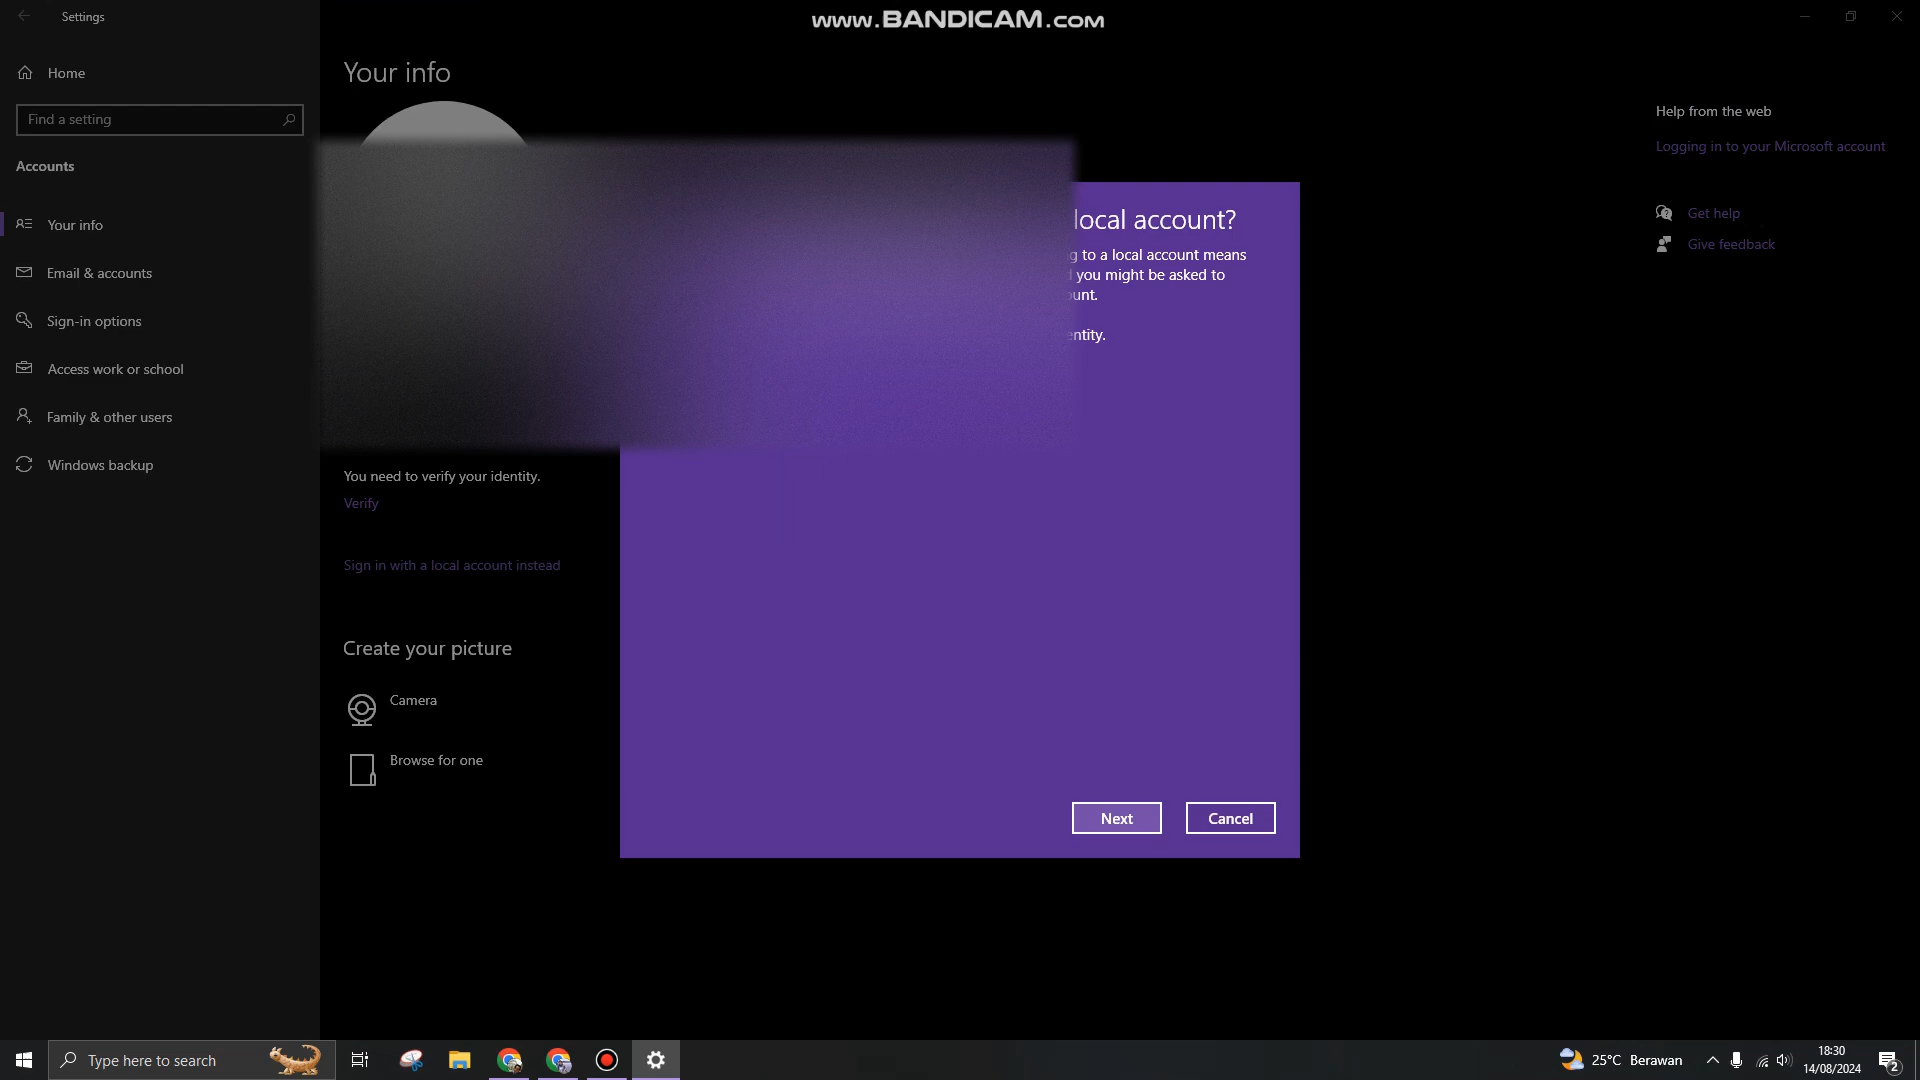 Settings
www.BANDICAM.com
Home
Find a setting
Accounts
Your info
Email & accounts
Sign-in options
Access work or school
Family & other users
Windows backup
Your info
You need to verify your identity.
Verify
Sign in with a local account instead
Create your picture
Camera
Browse for one
local account?
to a local account means
you might be asked to
Next
Cancel
Help from the web
Logging in to your Microsoft account
Get help
Give feedback
Type here to search
25°C Berawan
18:30
14/08/2024
2